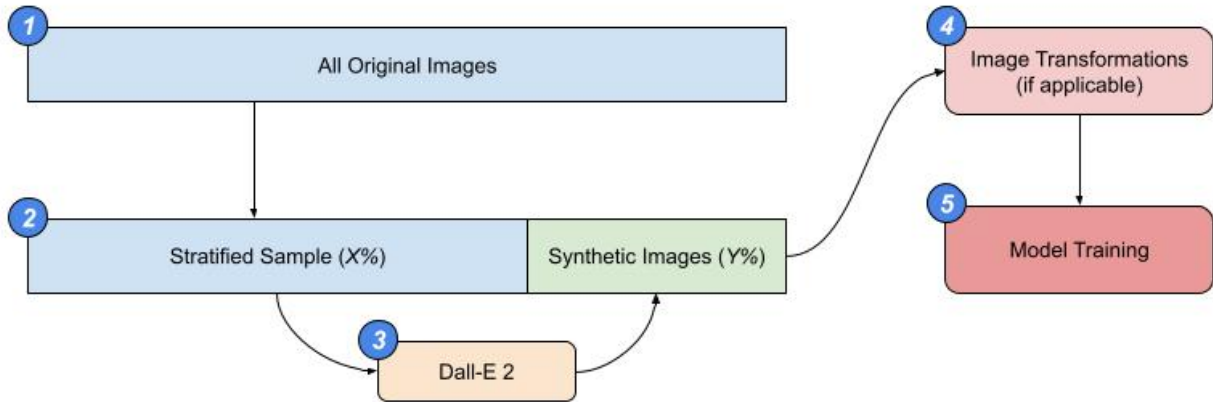 1
All Original Images
2
Stratified Sample (X%)
Synthetic Images (Y%)
3
Dall-E 2
4
Image Transformations
(if applicable)
5
Model Training